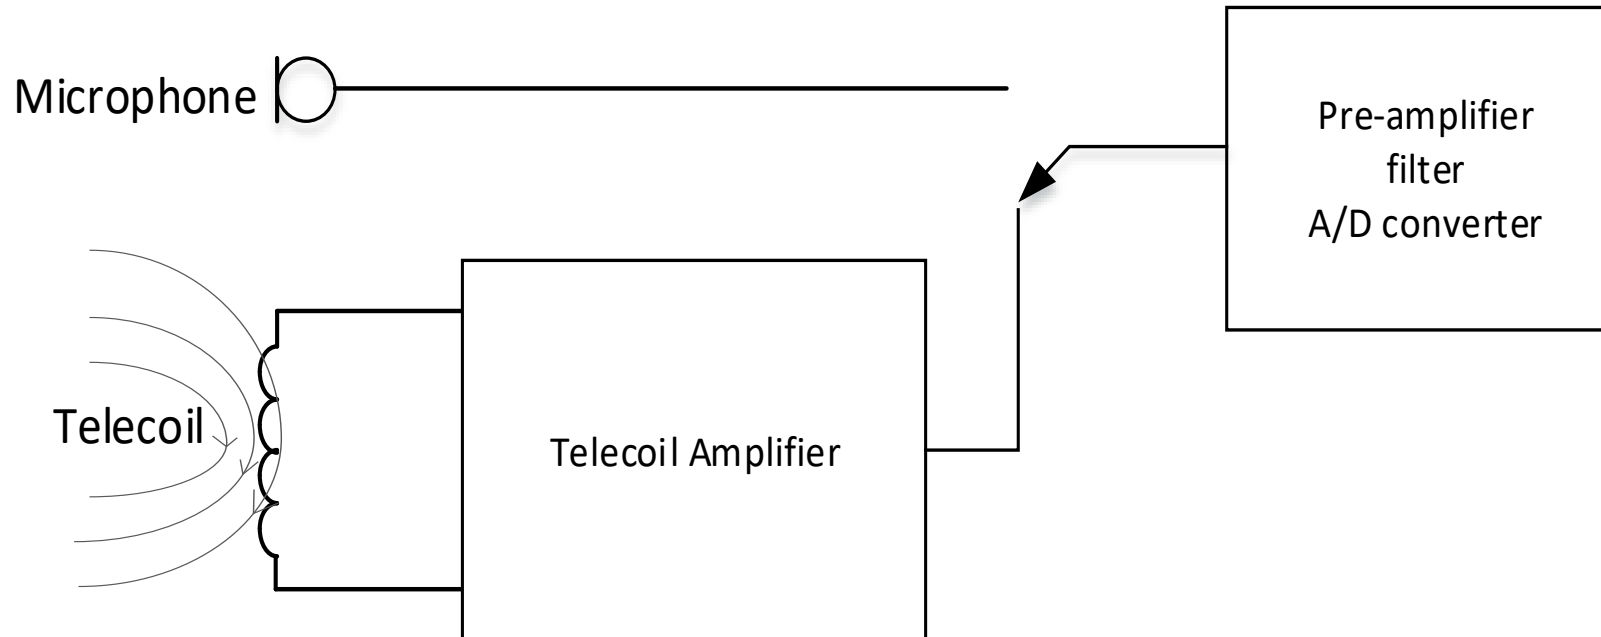 Microphone
Pre-amplifier
filter
A/D converter
Telecoil
Telecoil Amplifier